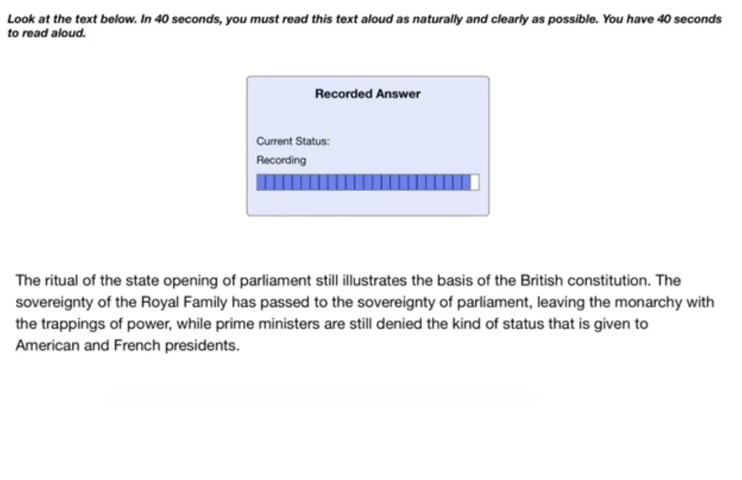 Look at the text below. In 40 seconds, you must read this text aloud as naturally and clearly as possible. You have 40 seconds
to read aloud.
Recorded Answer
Current Status:
Recording
The ritual of the state opening of parliament still illustrates the basis of the British constitution. The
sovereignty of the Royal Family has passed to the sovereignty of parliament, leaving the monarchy with
the trappings of power, while prime ministers are still denied the kind of status that is given to
American and French presidents.